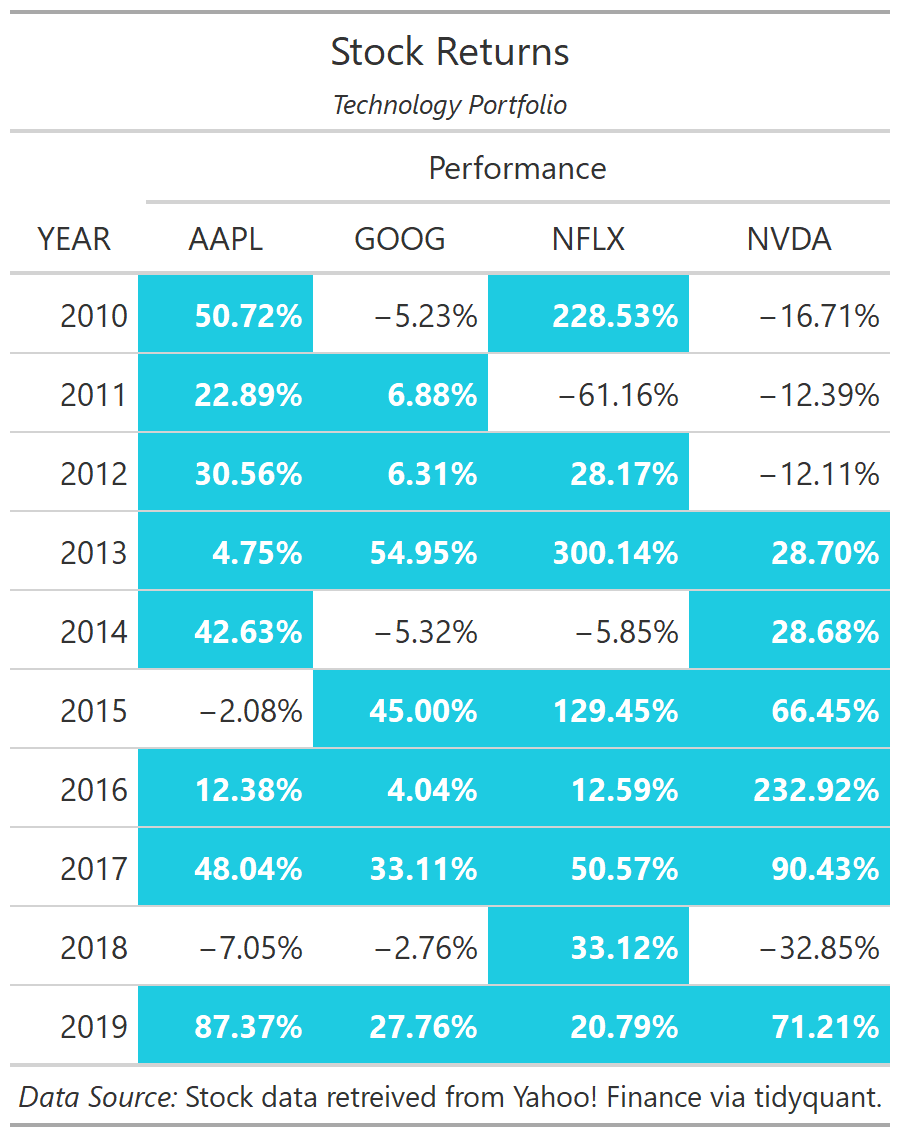 Stock Returns
Technology Portfolio
Performance
YEAR AAPL GOOG NFLX NVDA
2010 50.72% −5.23% 228.53% −16.71%
2011 22.89% 6.88% −61.16% −12.39%
2012 30.56% 6.31% 28.17% −12.11%
2013 4.75% 54.95% 300.14% 28.70%
2014 42.63% −5.32% −5.85% 28.68%
2015 −2.08% 45.00% 129.45% 66.45%
2016 12.38% 4.04% 12.59% 232.92%
2017 48.04% 33.11% 50.57% 90.43%
2018 −7.05% −2.76% 33.12% −32.85%
2019 87.37% 27.76% 20.79% 71.21%
Data Source: Stock data retreived from Yahoo! Finance via tidyquant.